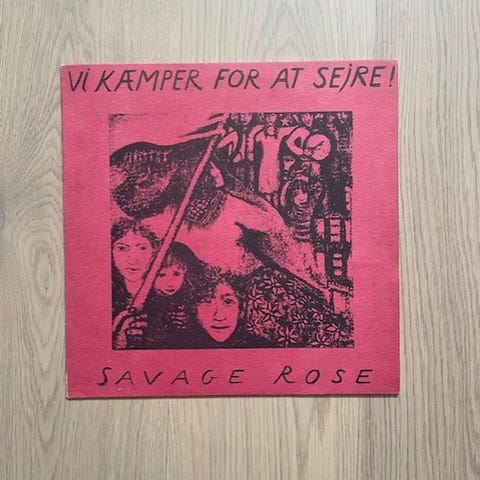 Vi KÆMPER FOR AT SEJRE!
SAVAGE ROSE